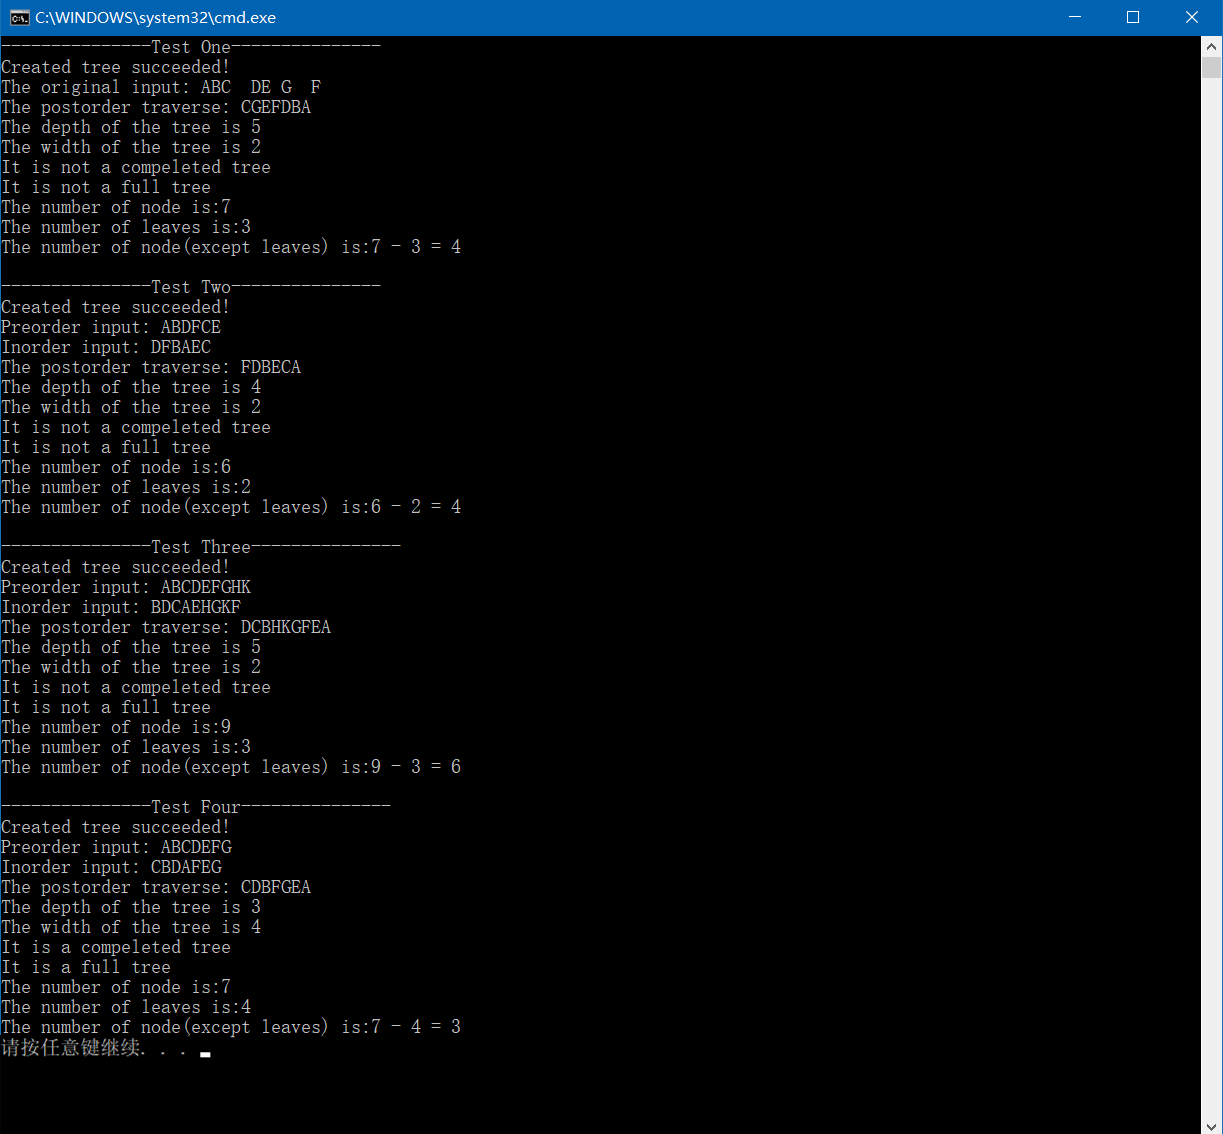 C:\WINDOWS\system32\cmd.exe
---------------Test One---------------
Created tree succeeded!
The original input: ABC  DE G  F
The postorder traverse: CGEFDBA
The depth of the tree is 5
The width of the tree is 2
It is not a compeleted tree
It is not a full tree
The number of node is:7
The number of leaves is:3
The number of node(except leaves) is:7 - 3 = 4
---------------Test Two---------------
Created tree succeeded!
Preorder input: ABDFCE
Inorder input: DFBAEC
The postorder traverse: FDBECA
The depth of the tree is 4
The width of the tree is 2
It is not a compeleted tree
It is not a full tree
The number of node is:6
The number of leaves is:2
The number of node(except leaves) is:6 - 2 = 4
---------------Test Three---------------
Created tree succeeded!
Preorder input: ABCDEFGHK
Inorder input: BDCAEHGKF
The postorder traverse: DCBHKGFEA
The depth of the tree is 5
The width of the tree is 2
It is not a compeleted tree
It is not a full tree
The number of node is:9
The number of leaves is:3
The number of node(except leaves) is:9 - 3 = 6
---------------Test Four---------------
Created tree succeeded!
Preorder input: ABCDEFG
Inorder input: CBDAFEG
The postorder traverse: CDBFGEA
The depth of the tree is 3
The width of the tree is 4
It is a compeleted tree
It is a full tree
The number of node is:7
The number of leaves is:4
The number of node(except leaves) is:7 - 4 = 3
请按任意键继续. . .